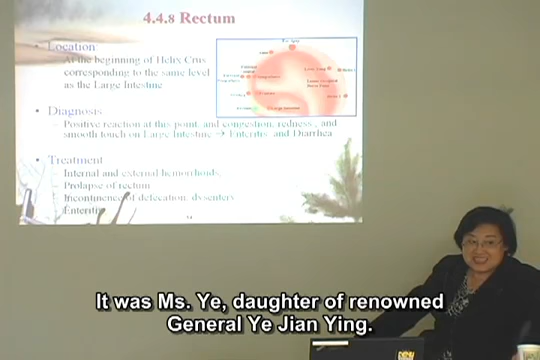 4.4.8 Rectum
• Location:
– At the beginning of Helix Crus
corresponding to the same level
as the Large Intestine
• Diagnosis
– Positive reaction at this point, and congestion, redness, and
smooth touch on Large Intestine → Enteritis and Diarrhea
• Treatment
– Internal and external hemorrhoids,
– Prolapse of rectum
– Incontinence of defecation, dysentery
– Enteritis
It was Ms. Ye, daughter of renowned
General Ye Jian Ying.